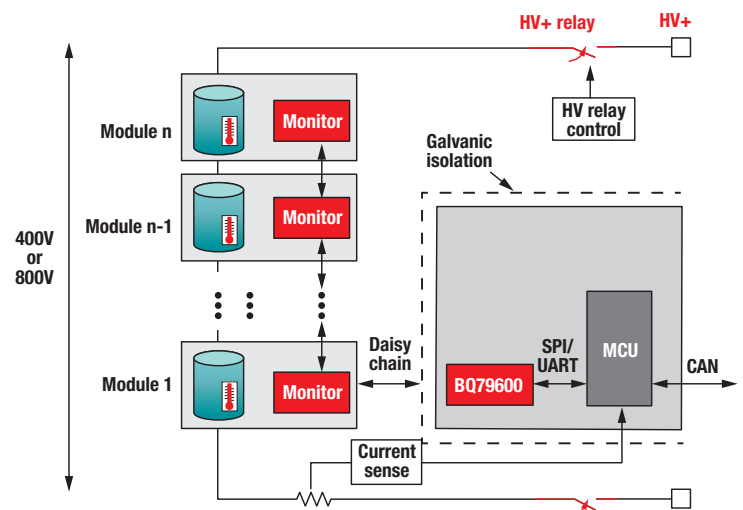 HV+ relay
HV+
HV relay
control
Module n
Monitor
Galvanic
isolation
Module n-1
Monitor
400V
or
800V
Daisy
chain
SPI/
UART
MCU
CAN
BQ79600
Module 1
Monitor
Current
sense